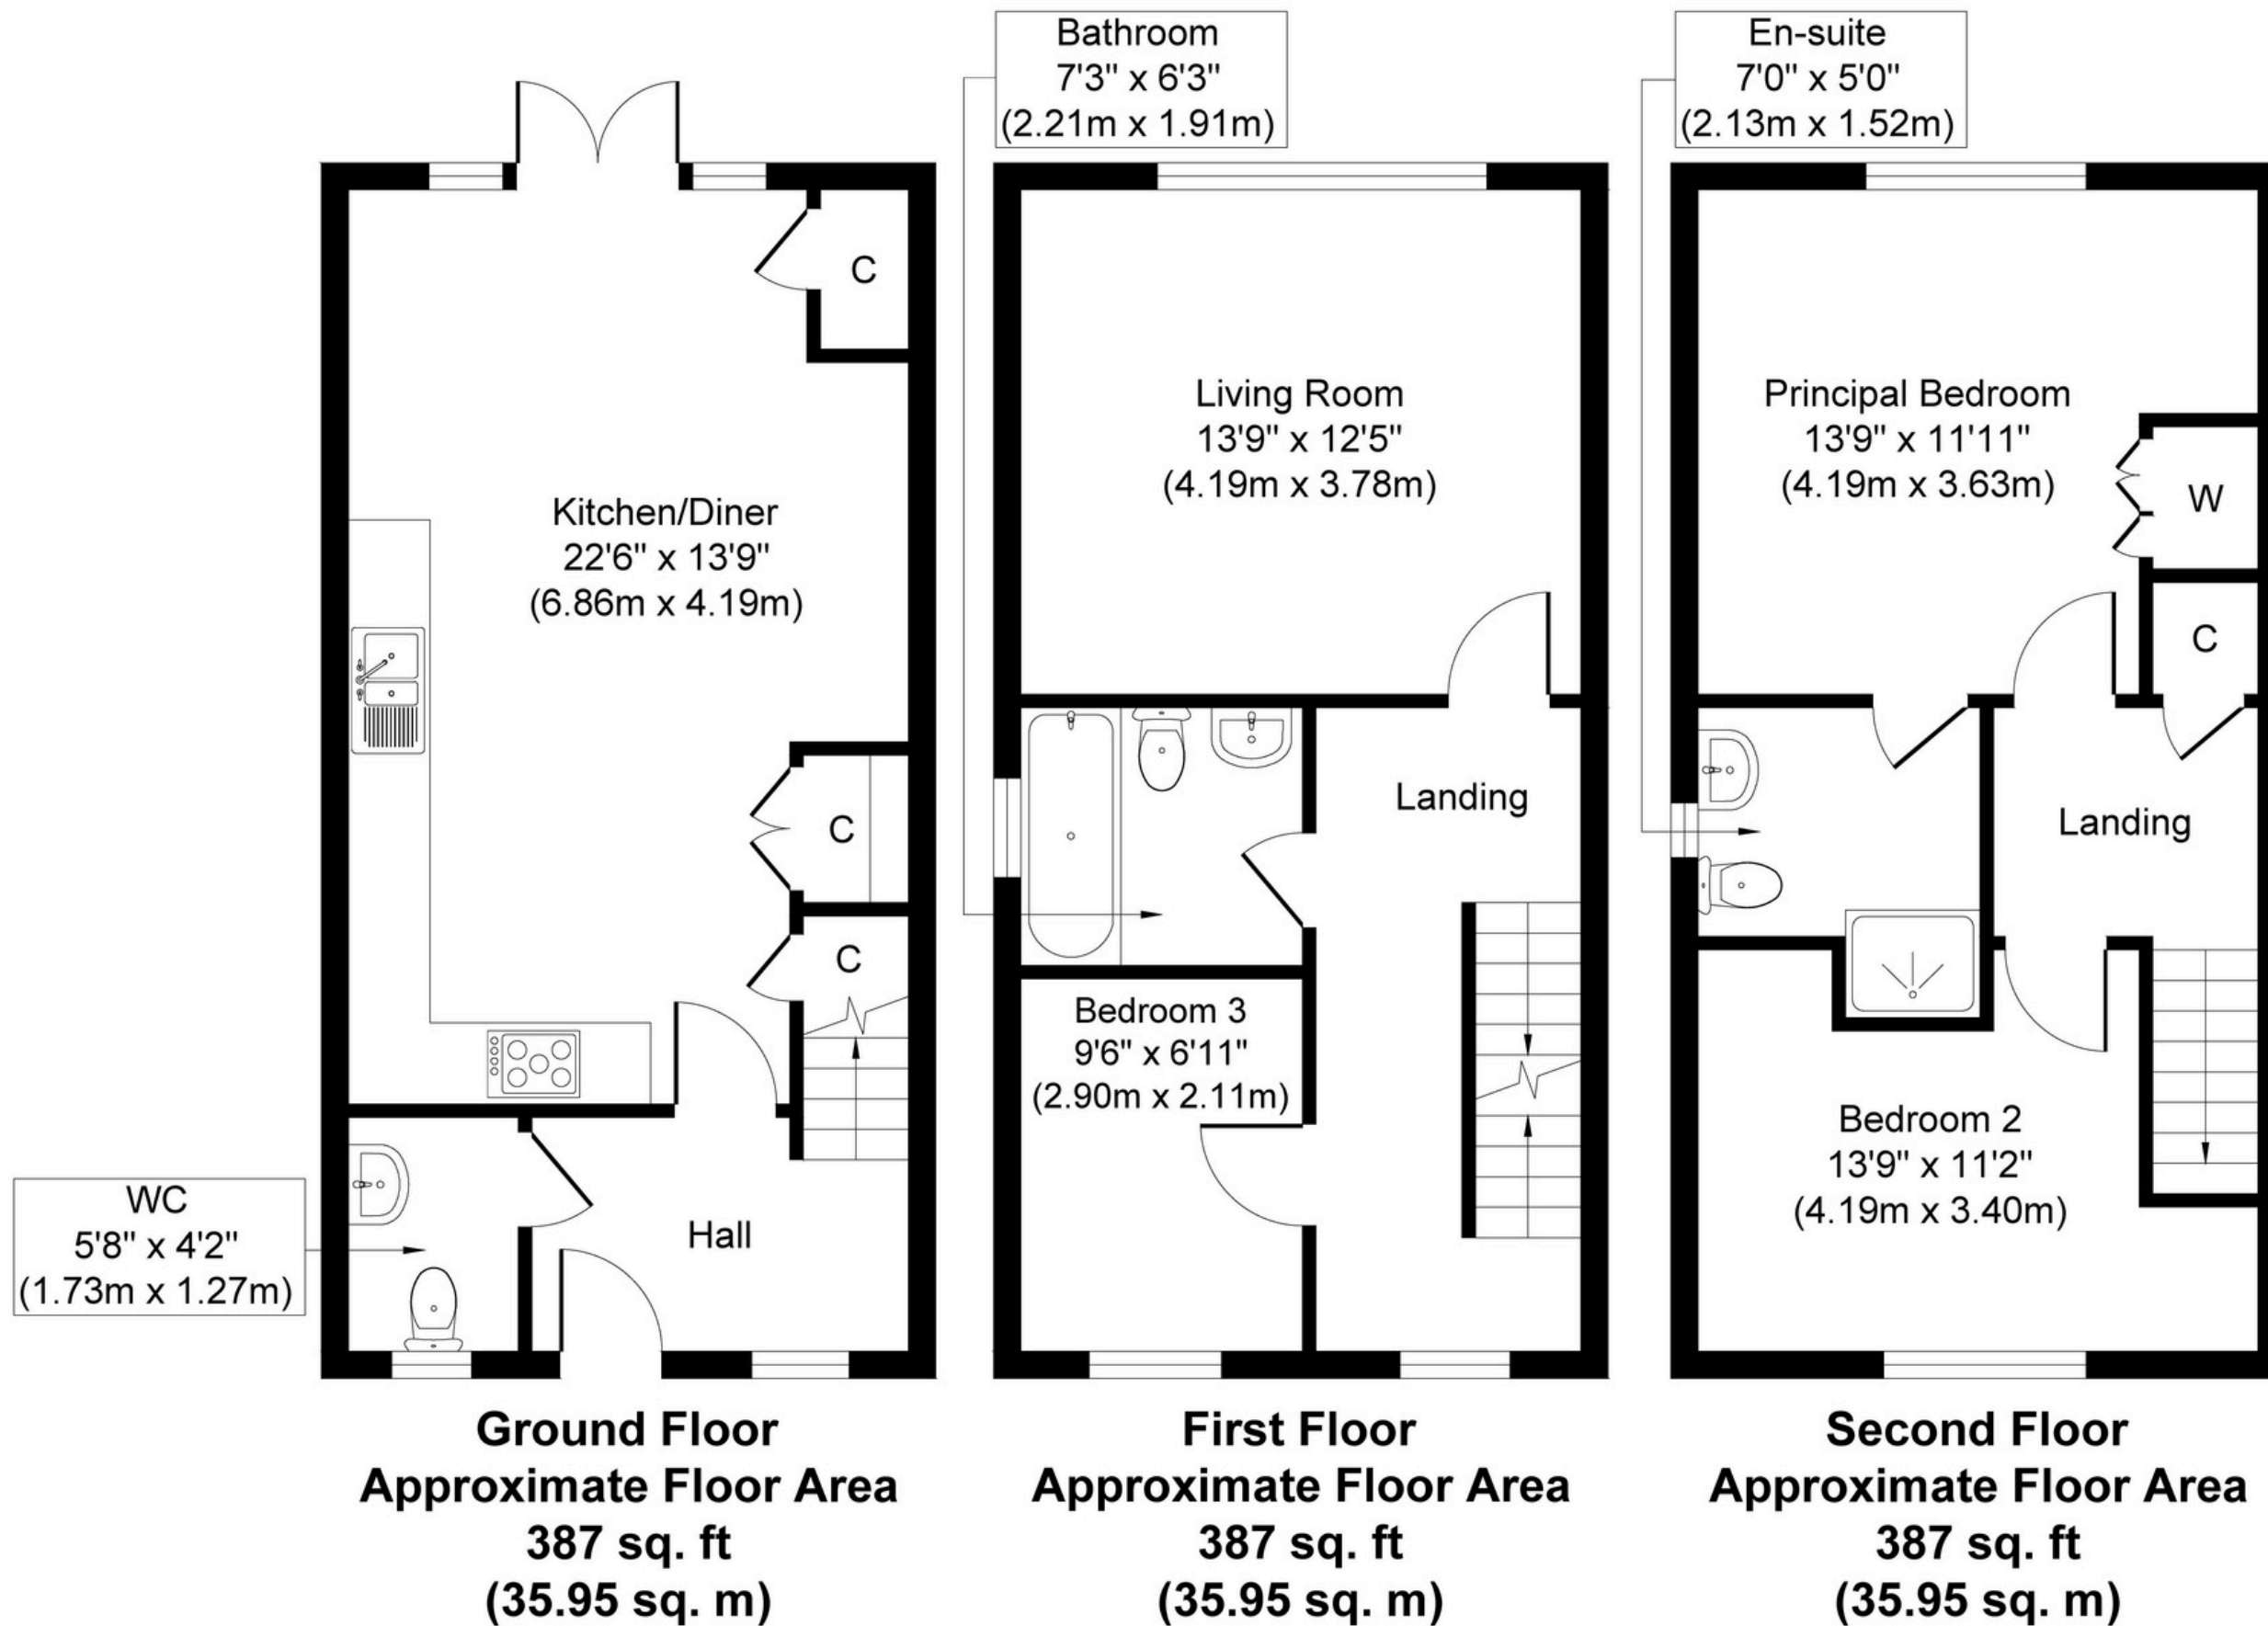 Bathroom
7'3" x 6'3"
(2.21m x 1.91m)
En-suite
7'0" x 5'0"
(2.13m x 1.52m)
C
Kitchen/Diner
22'6" x 13'9"
(6.86m x 4.19m)
C
C
WC
5'8" x 4'2"
(1.73m x 1.27m)
Hall
Living Room
13'9" x 12'5"
(4.19m x 3.78m)
Landing
Bedroom 3
9'6" x 6'11"
(2.90m x 2.11m)
Principal Bedroom
13'9" x 11'11"
(4.19m x 3.63m)
W
C
Landing
Bedroom 2
13'9" x 11'2"
(4.19m x 3.40m)
Ground Floor
Approximate Floor Area
387 sq. ft
(35.95 sq. m)
First Floor
Approximate Floor Area
387 sq. ft
(35.95 sq. m)
Second Floor
Approximate Floor Area
387 sq. ft
(35.95 sq. m)